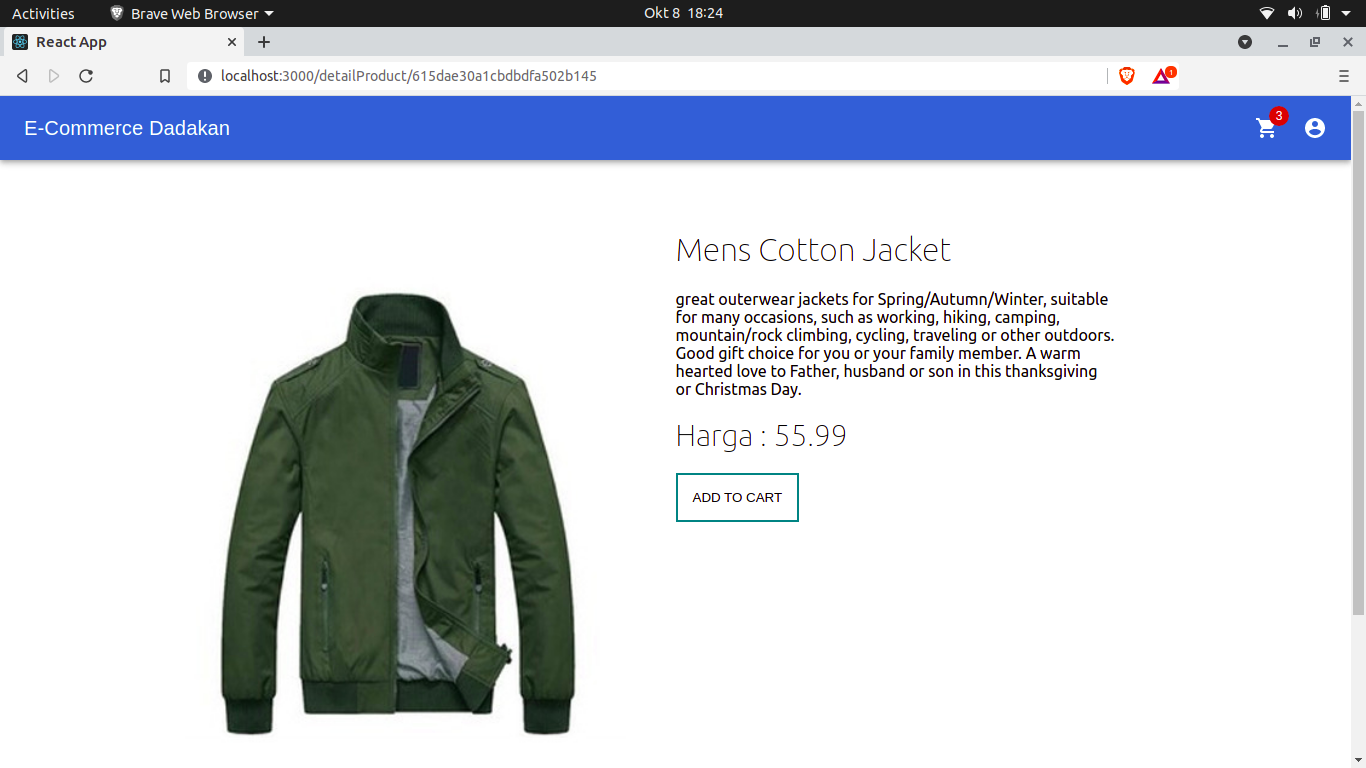 Activities Brave Web Browser Okt 8 18:24
React App
localhost:3000/detailProduct/615dae30a1cbdbdfa502b145 1
E-Commerce Dadakan 3
Mens Cotton Jacket
great outerwear jackets for Spring/Autumn/Winter, suitable
for many occasions, such as working, hiking, camping,
mountain/rock climbing, cycling, traveling or other outdoors.
Good gift choice for you or your family member. A warm
hearted love to Father, husband or son in this thanksgiving
or Christmas Day.
Harga : 55.99
ADD TO CART